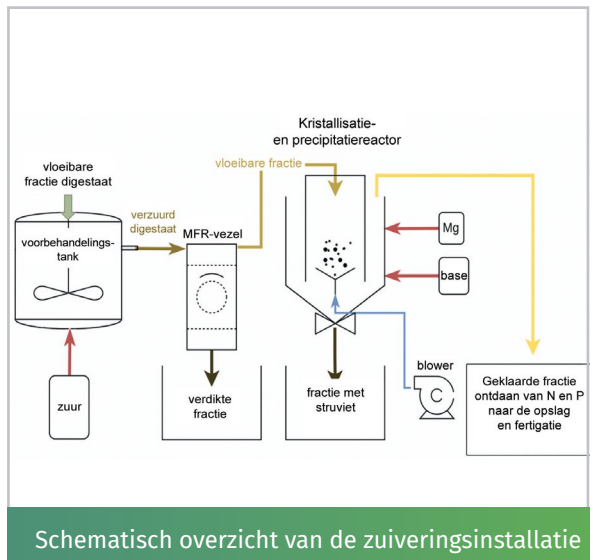 Kristallisatie-
en precipitatiereactor
vloeibare
fractie digestaat
vloeibare fractie
verzuurd
digestaat
MFR-vezel
voorbehandelings-
tank
Mg
base
blower
C
zuur
verdikte
fractie
fractie met
struviet
Geklaarde fractie
ontdaan van N en P
naar de opslag
en fertigatie
Schematisch overzicht van de zuiveringsinstallatie